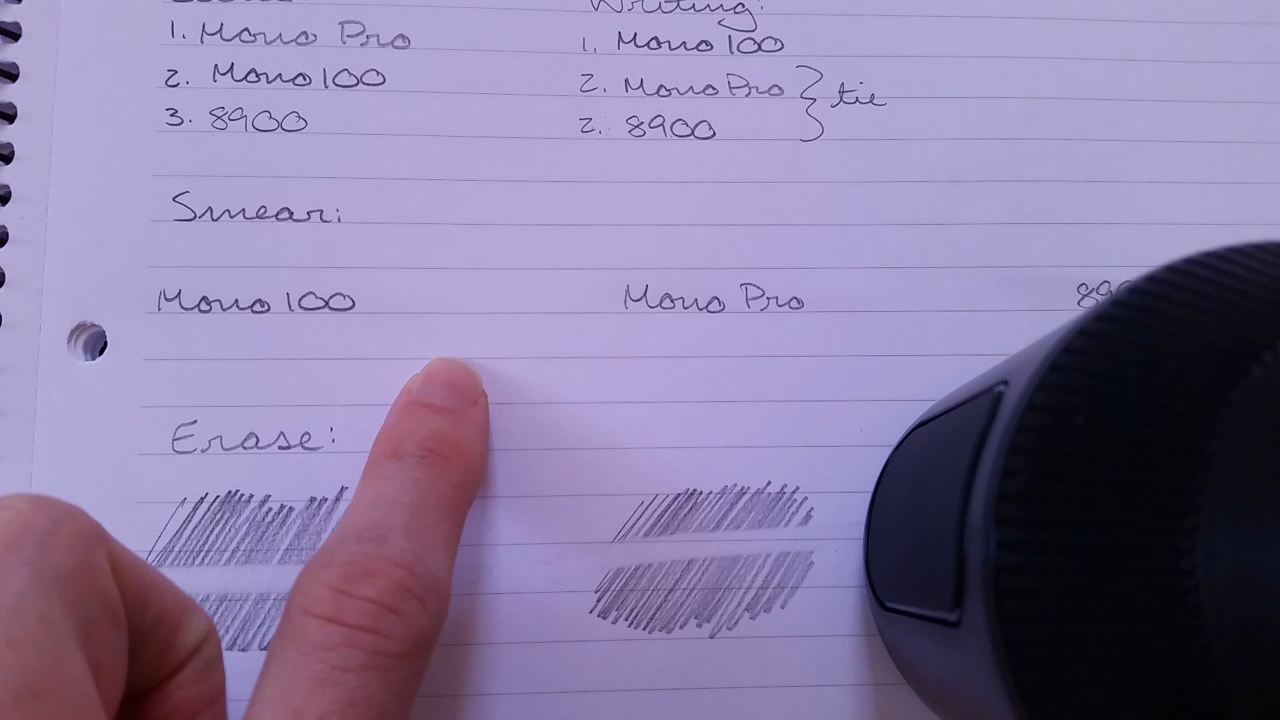 Writing:
1. Mono Pro
2. Mono 100
3. 8900
1. Mono 100
2. Mono Pro } tie
2. 8900
Smear:
Mono 100 Mono Pro
Erase: